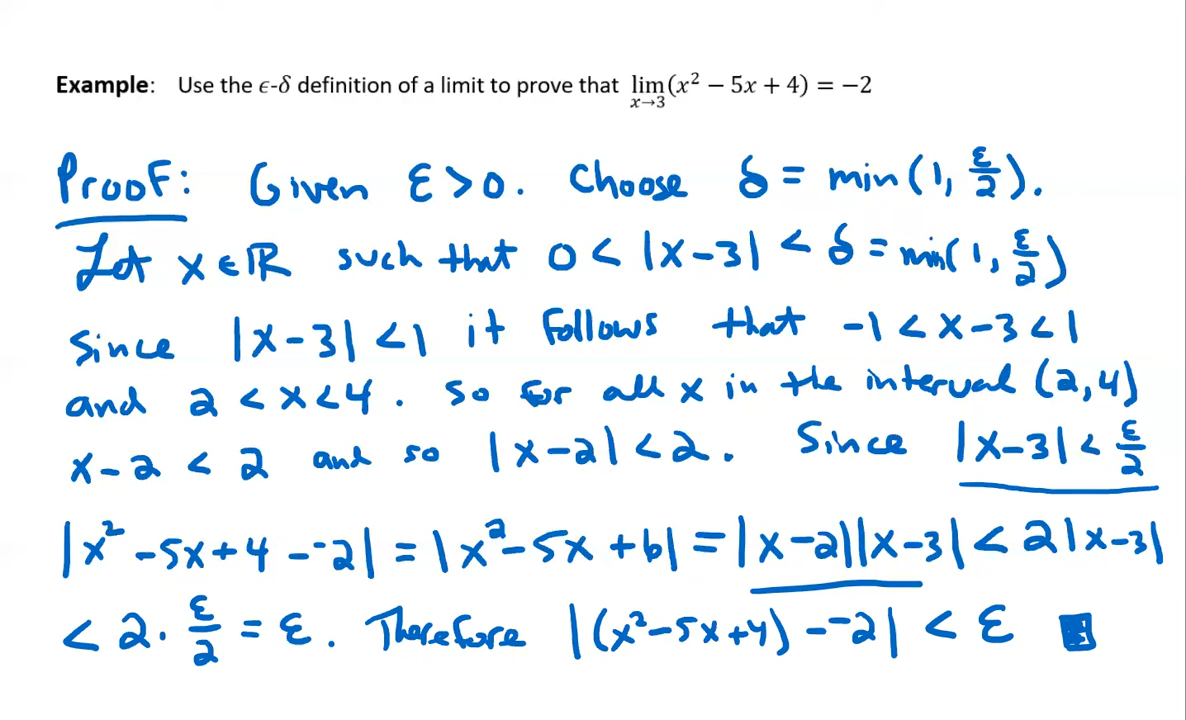 Example: Use the ϵ-δ definition of a limit to prove that lim x→3 (x² − 5x + 4) = −2
Proof: Given ε > 0. Choose δ = min(1, ε/2).
Let x ∈ ℝ such that 0 < |x−3| < δ = min(1, ε/2)
Since |x−3| < 1 it follows that −1 < x−3 < 1
and 2 < x < 4. So for all x in the interval (2,4)
x−2 < 2 and so |x−2| < 2. Since |x−3| < ε/2
|x² −5x+4 −−2| = |x²−5x+6| = |x−2||x−3| < 2|x−3|
< 2 · ε/2 = ε. Therefore |(x²−5x+4) −−2| < ε